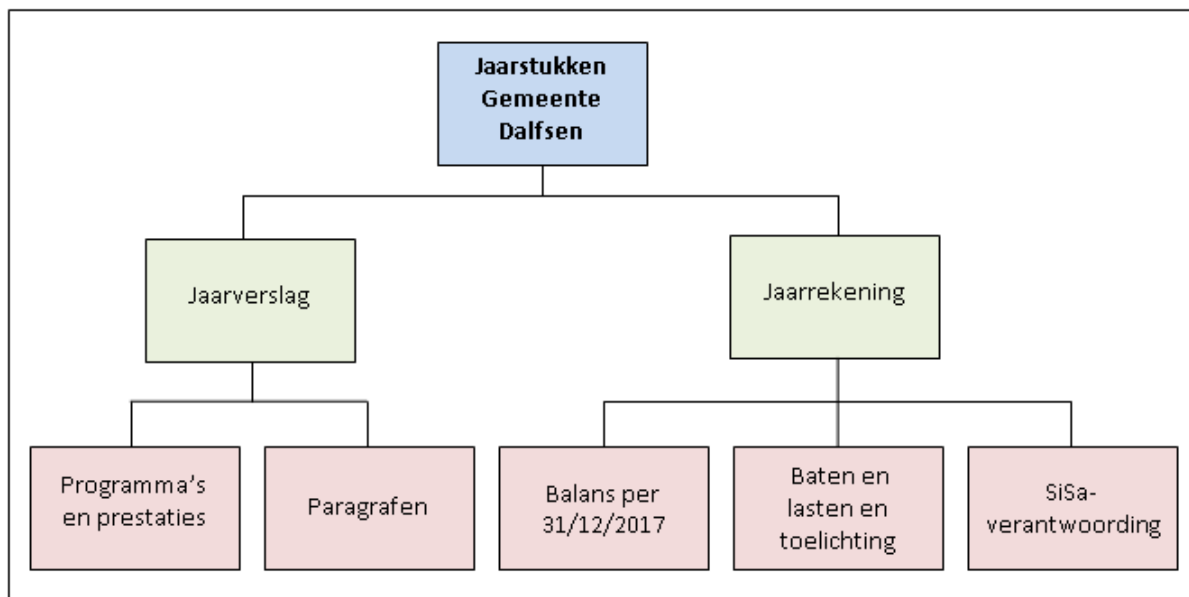 Jaarstukken
Gemeente
Dalfsen
Jaarverslag
Jaarrekening
Programma's
en prestaties
Paragrafen
Balans per
31/12/2017
Baten en
lasten en
toelichting
SiSa-
verantwoording